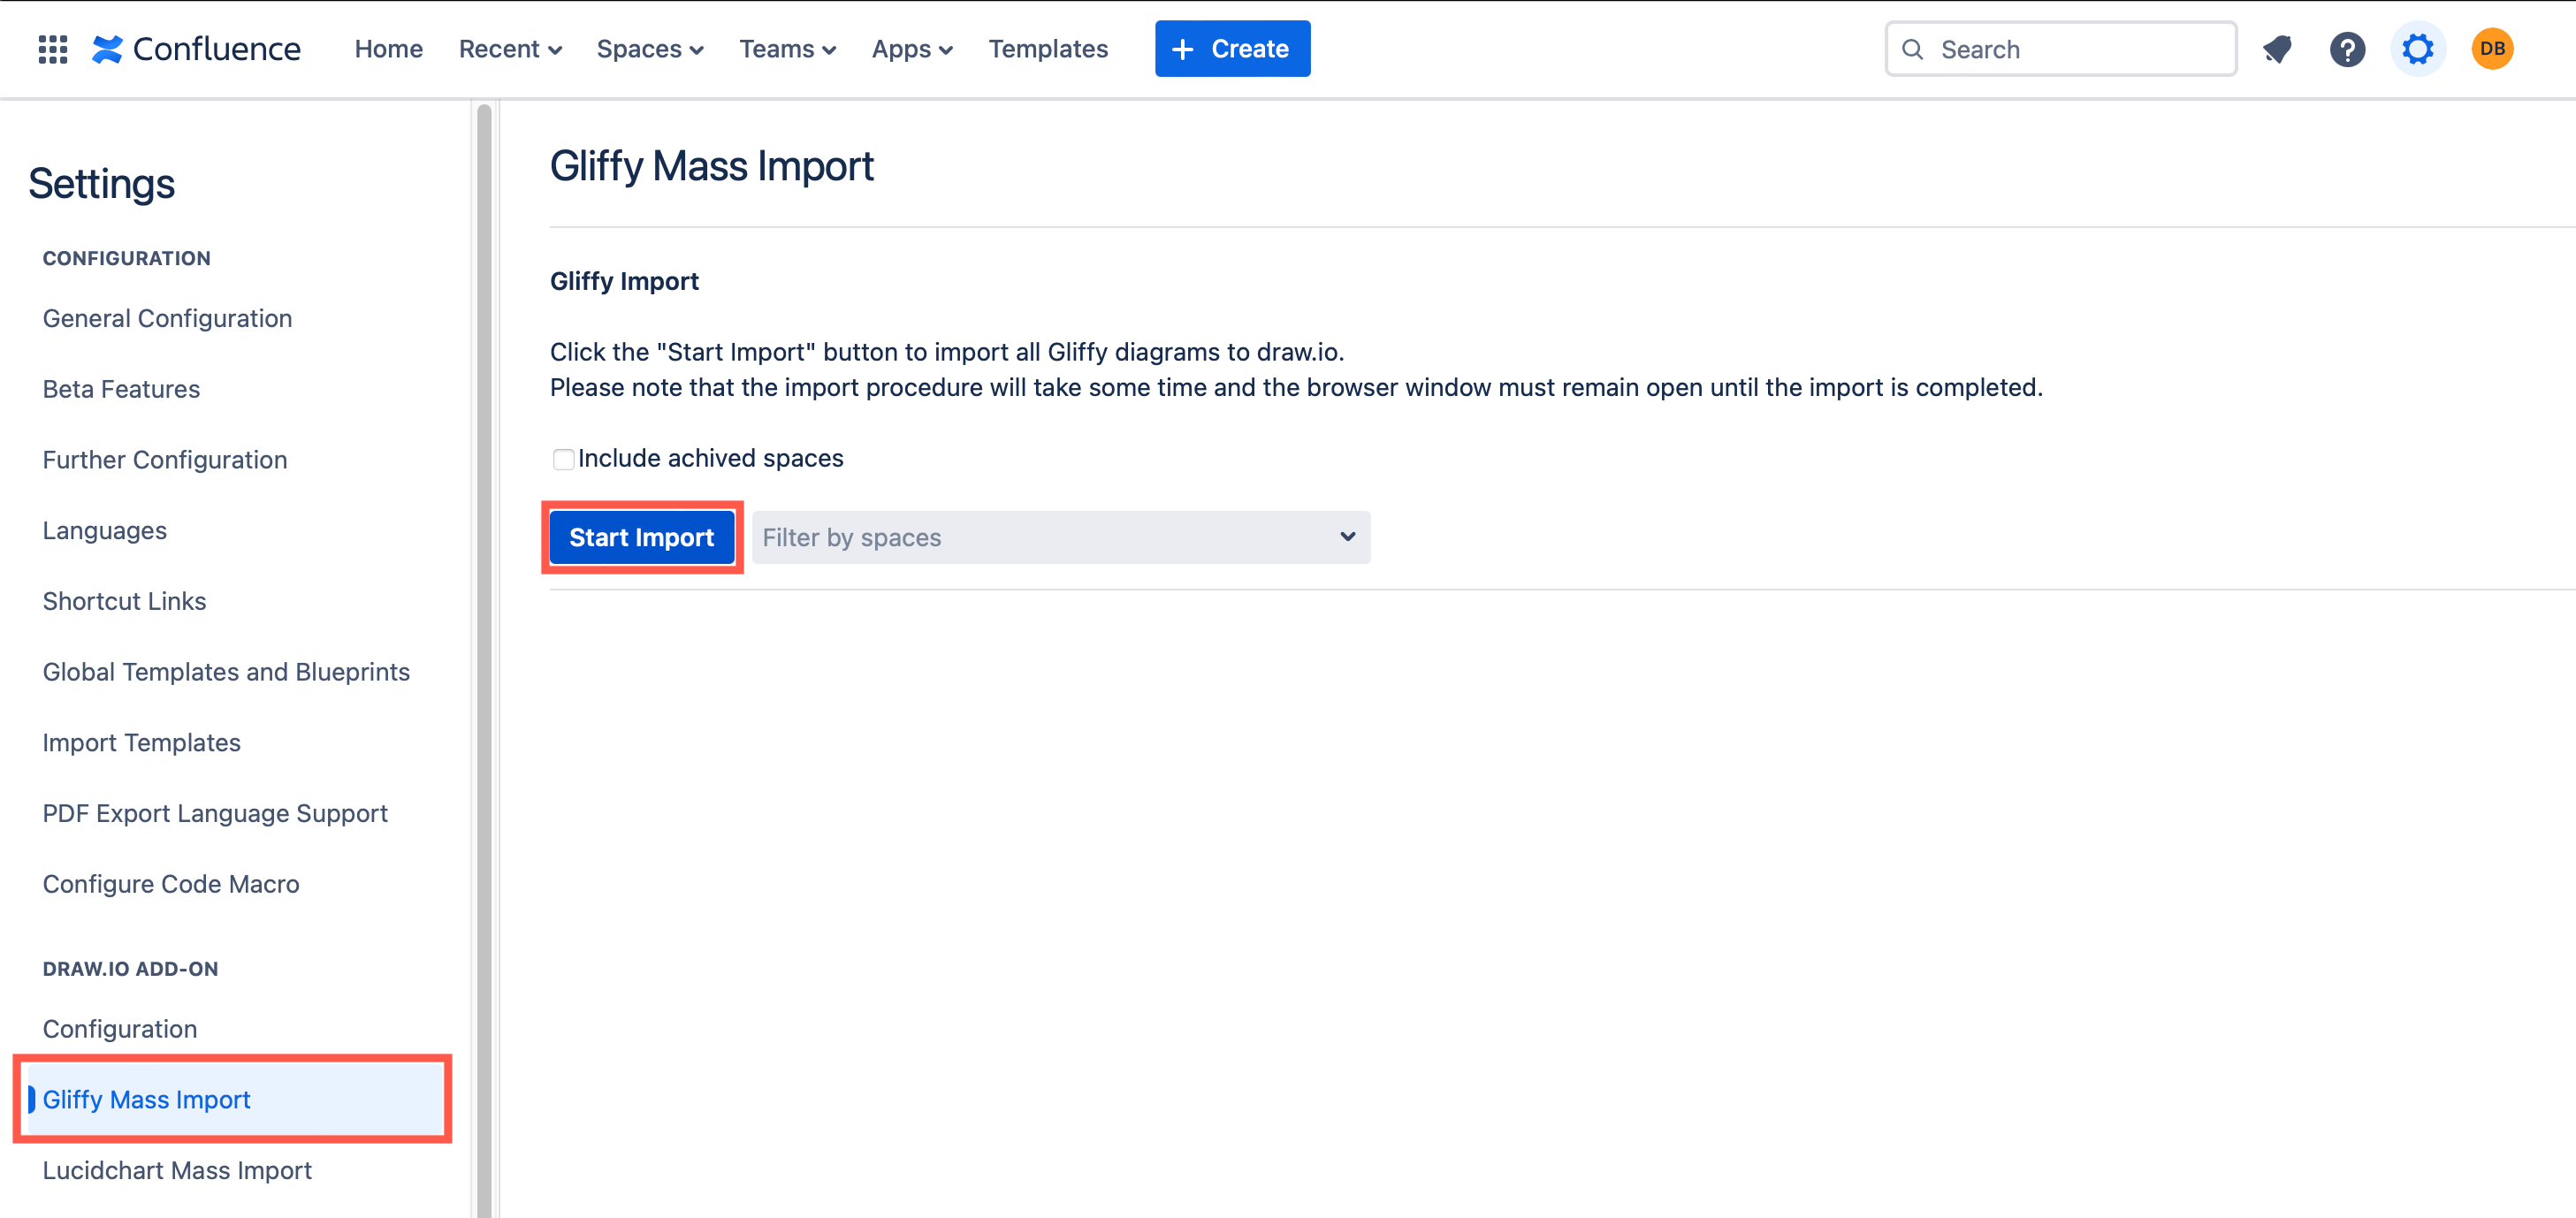 Confluence Home Recent Spaces Teams Apps Templates + Create Search DB
Settings
CONFIGURATION
General Configuration
Beta Features
Further Configuration
Languages
Shortcut Links
Global Templates and Blueprints
Import Templates
PDF Export Language Support
Configure Code Macro
DRAW.IO ADD-ON
Configuration
Gliffy Mass Import
Lucidchart Mass Import
Gliffy Mass Import
Gliffy Import
Click the "Start Import" button to import all Gliffy diagrams to draw.io.
Please note that the import procedure will take some time and the browser window must remain open until the import is completed.
Include achived spaces
Start Import Filter by spaces